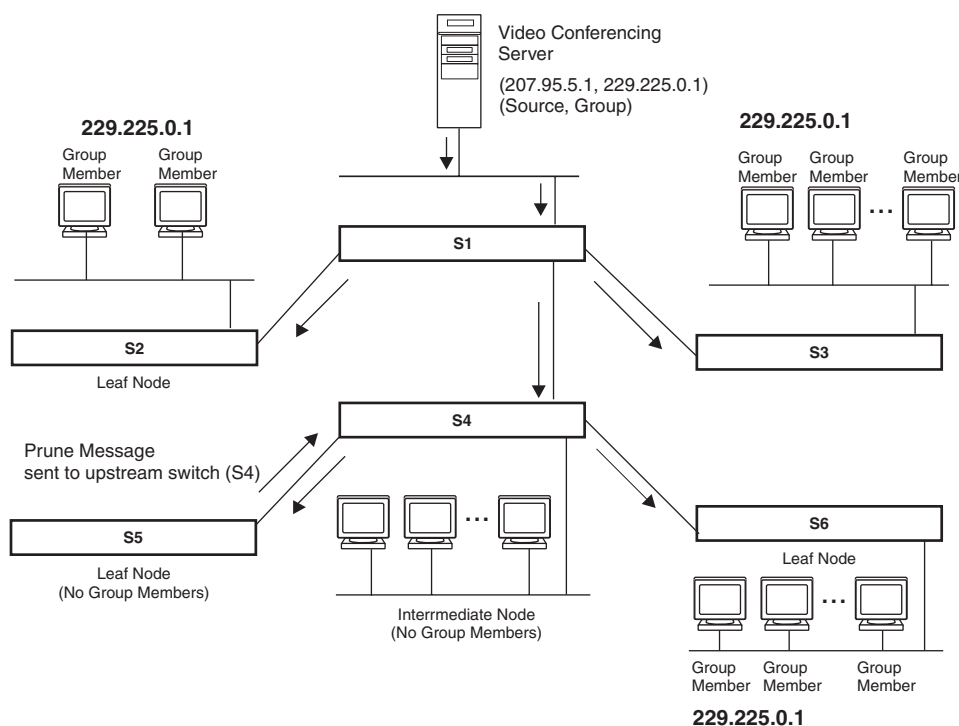 Video Conferencing
Server
(207.95.5.1, 229.225.0.1)
(Source, Group)
229.225.0.1
Group
Member
Group
Member
229.225.0.1
Group
Member
Group
Member
Group
Member
...
S1
S2
Leaf Node
S3
S4
Prune Message
sent to upstream switch (S4)
S5
Leaf Node
(No Group Members)
...
Interrmediate Node
(No Group Members)
S6
Leaf Node
...
Group
Member
Group
Member
Group
Member
229.225.0.1